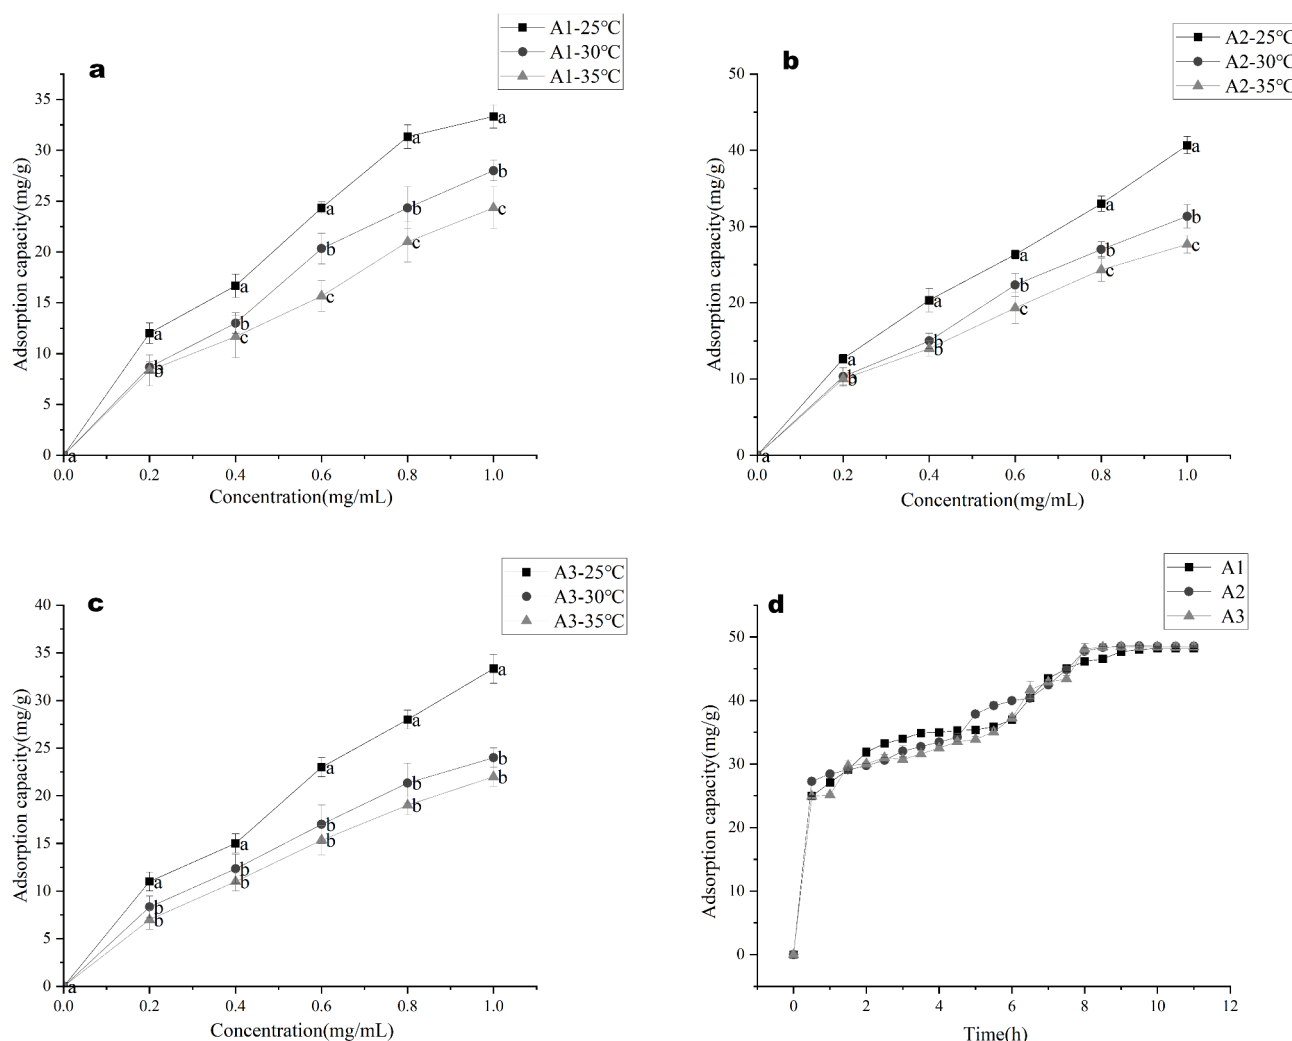 a
A1-25℃
A1-30℃
A1-35℃
Adsorption capacity(mg/g)
35
30
25
20
15
10
5
0
a
a
b
b
a
b
c
a
b
c
a
b
c
a
b
c
0.0 0.2 0.4 0.6 0.8 1.0
Concentration(mg/mL)
b
A2-25℃
A2-30℃
A2-35℃
Adsorption capacity(mg/g)
50
40
30
20
10
0
a
a
b
b
a
b
b
a
b
c
a
b
c
a
b
c
0.0 0.2 0.4 0.6 0.8 1.0
Concentration(mg/mL)
c
A3-25℃
A3-30℃
A3-35℃
Adsorption capacity(mg/g)
40
35
30
25
20
15
10
5
0
a
a
b
b
a
b
b
a
b
b
a
b
b
a
b
b
0.0 0.2 0.4 0.6 0.8 1.0
Concentration(mg/mL)
d
A1
A2
A3
Adsorption capacity(mg/g)
50
40
30
20
10
0
0 2 4 6 8 10 12
Time(h)